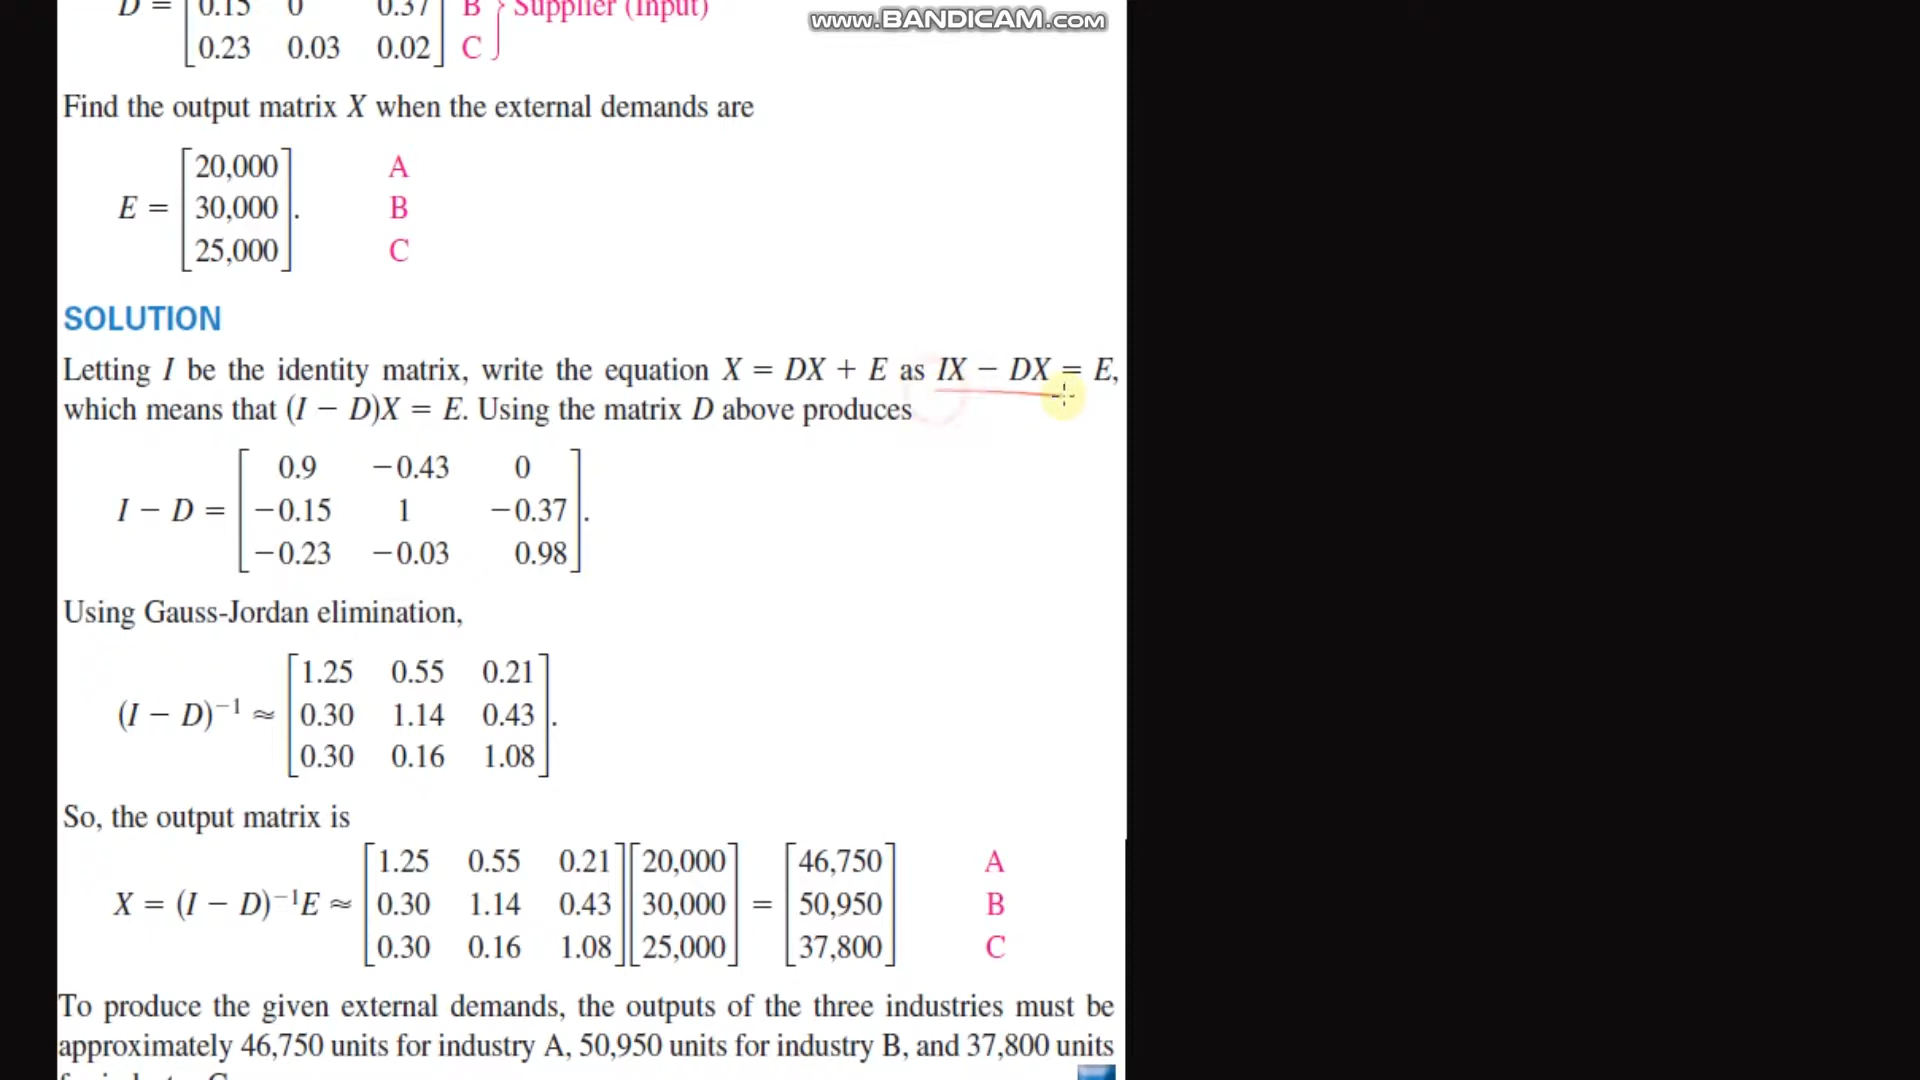 www.BANDICAM.com
D = 0.15 0 0.37 B Supplier (Input)
0.23 0.03 0.02 C
Find the output matrix X when the external demands are
20,000 A
E = 30,000 . B
25,000 C
SOLUTION
Letting I be the identity matrix, write the equation X = DX + E as IX − DX = E,
which means that (I − D)X = E. Using the matrix D above produces
0.9 −0.43 0
I − D = −0.15 1 −0.37 .
−0.23 −0.03 0.98
Using Gauss-Jordan elimination,
1.25 0.55 0.21
(I − D)⁻¹ ≈ 0.30 1.14 0.43 .
0.30 0.16 1.08
So, the output matrix is
1.25 0.55 0.21 20,000 46,750 A
X = (I − D)⁻¹E ≈ 0.30 1.14 0.43 30,000 = 50,950 B
0.30 0.16 1.08 25,000 37,800 C
To produce the given external demands, the outputs of the three industries must be
approximately 46,750 units for industry A, 50,950 units for industry B, and 37,800 units